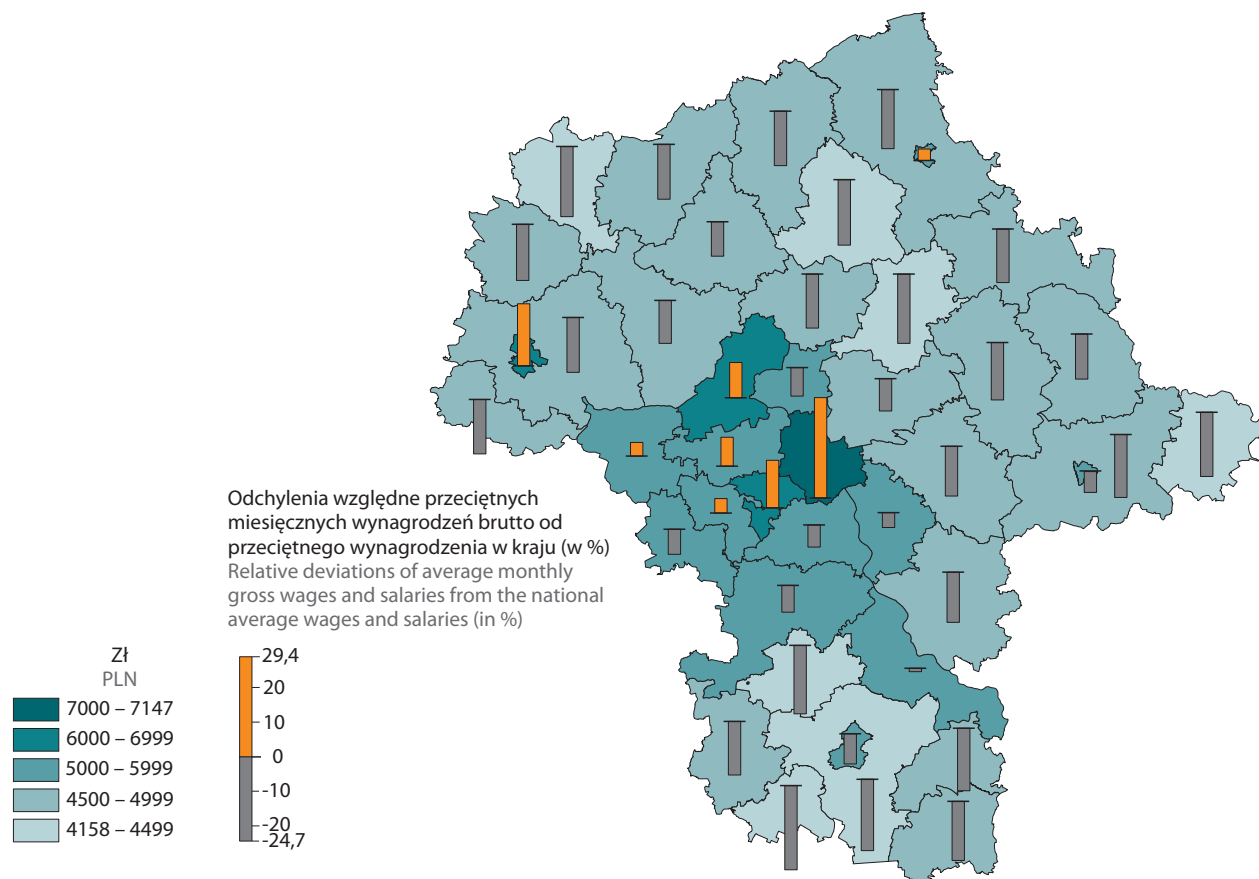 Odchylenia względne przeciętnych
miesięcznych wynagrodzeń brutto od
przeciętnego wynagrodzenia w kraju (w %)
Relative deviations of average monthly
gross wages and salaries from the national
average wages and salaries (in %)
Zł
PLN
7000 – 7147
6000 – 6999
5000 – 5999
4500 – 4999
4158 – 4499
29,4
20
10
0
-10
-20
-24,7